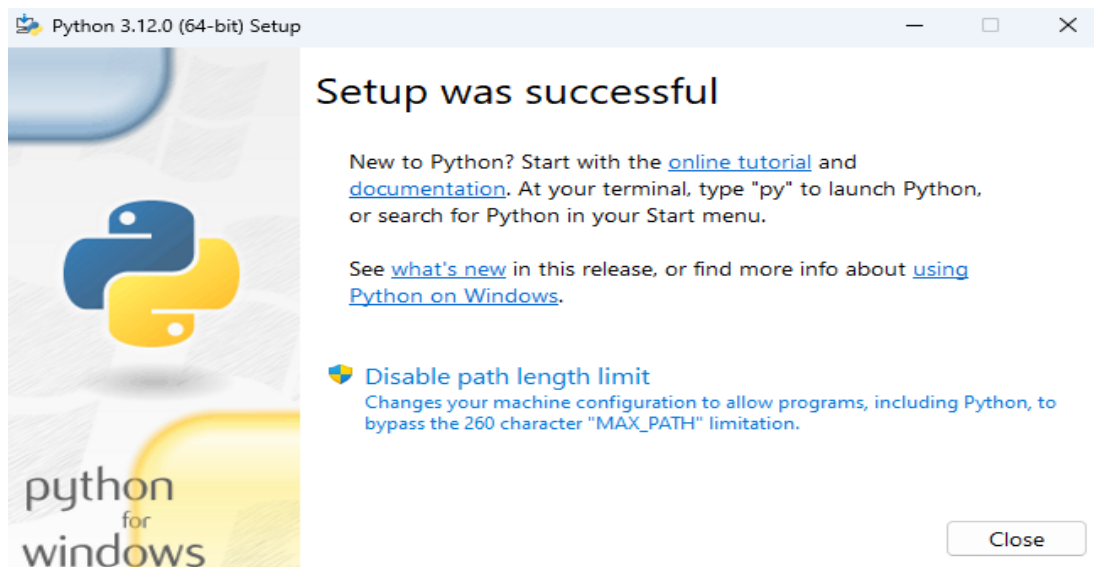 Python 3.12.0 (64-bit) Setup
Setup was successful
New to Python? Start with the online tutorial and
documentation. At your terminal, type "py" to launch Python,
or search for Python in your Start menu.
See what's new in this release, or find more info about using
Python on Windows.
Disable path length limit
Changes your machine configuration to allow programs, including Python, to
bypass the 260 character "MAX_PATH" limitation.
python
for
windows
Close